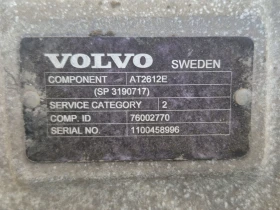 VOLVO SWEDEN
COMPONENT AT2612E
(SP 3190717)
SERVICE CATEGORY 2
COMP. ID 76002770
SERIAL NO. 1100458996